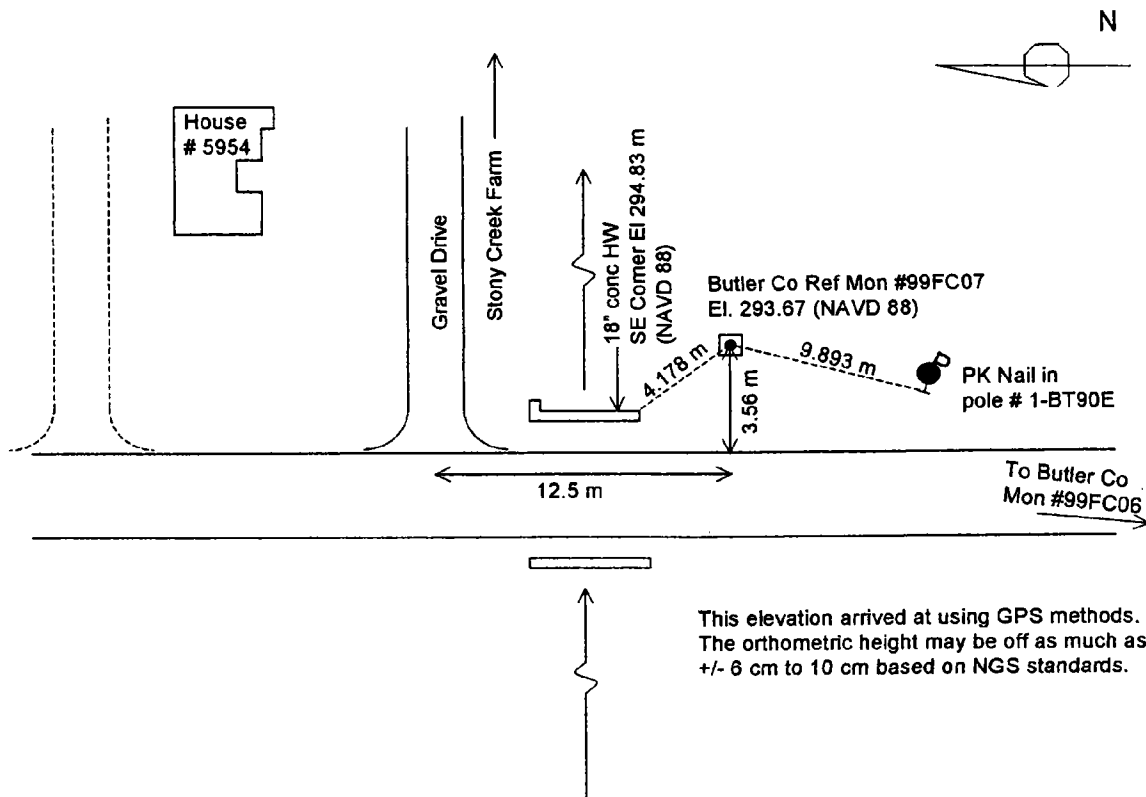 N
House
# 5954
Gravel Drive
Stony Creek Farm
18" conc HW
SE Corner El 294.83 m
(NAVD 88)
Butler Co Ref Mon #99FC07
El. 293.67 (NAVD 88)
4.178 m
9.893 m
3.56 m
PK Nail in
pole # 1-BT90E
12.5 m
To Butler Co
Mon #99FC06
This elevation arrived at using GPS methods.
The orthometric height may be off as much as
+/- 6 cm to 10 cm based on NGS standards.